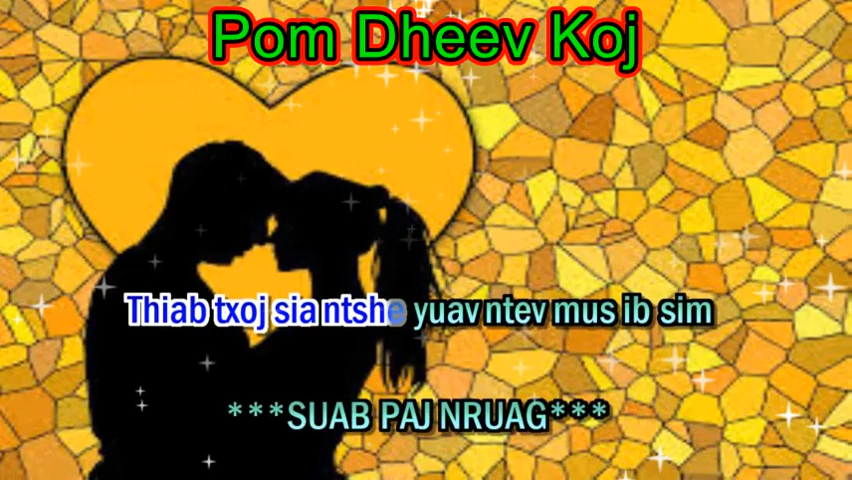 Pom Dheev Koj
Thiab txoj sia ntshe yuav ntev mus ib sim
***SUAB PAJ NRUAG***